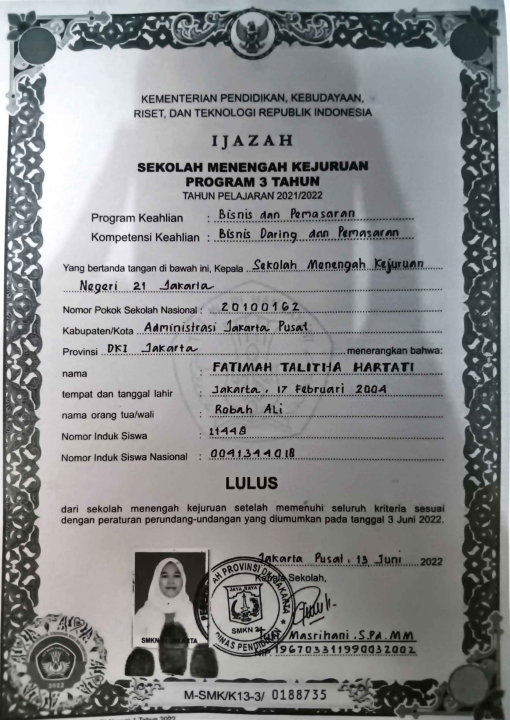 KEMENTERIAN PENDIDIKAN, KEBUDAYAAN,
RISET, DAN TEKNOLOGI REPUBLIK INDONESIA
IJAZAH
SEKOLAH MENENGAH KEJURUAN
PROGRAM 3 TAHUN
TAHUN PELAJARAN 2021/2022
Program Keahlian : Bisnis dan Pemasaran
Kompetensi Keahlian : Bisnis Daring dan Pemasaran
Yang bertanda tangan di bawah ini, Kepala Sekolah Menengah Kejuruan
Negeri 21 Jakarta
Nomor Pokok Sekolah Nasional : 20100162
Kabupaten/Kota Administrasi Jakarta Pusat
Provinsi DKI Jakarta menerangkan bahwa:
nama : FATIMAH TALITHA HARTATI
tempat dan tanggal lahir : Jakarta, 17 Februari 2004
nama orang tua/wali : Robah Ali
Nomor Induk Siswa : 11448
Nomor Induk Siswa Nasional : 0041344018
LULUS
dari sekolah menengah kejuruan setelah memenuhi seluruh kriteria sesuai
dengan peraturan perundang-undangan yang diumumkan pada tanggal 3 Juni 2022.
Jakarta Pusat, 13 Juni 2022
Kepala Sekolah,
PROVINSI DKI JAKARTA
JAYA RAYA
SMKN 21
DINAS PENDIDIKAN
Masrihani .S.Pa.MM
196703311990032002
SMKN JAKARTA
2022
M-SMK/K13-3/ 0188735